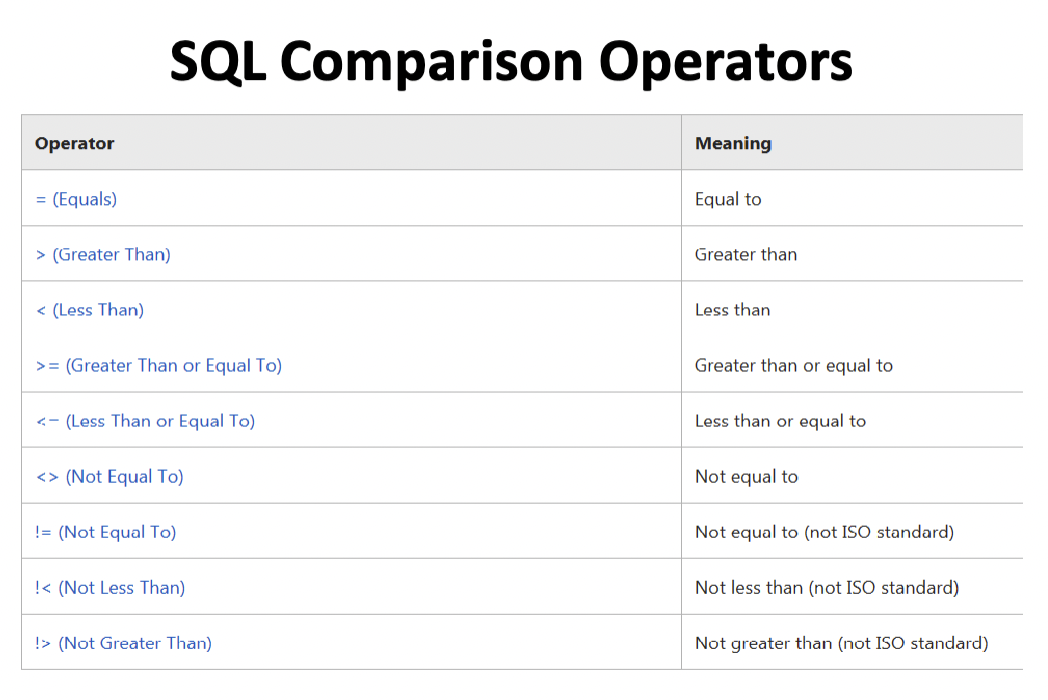 SQL Comparison Operators
Operator Meaning
= (Equals) Equal to
> (Greater Than) Greater than
< (Less Than) Less than
>= (Greater Than or Equal To) Greater than or equal to
<− (Less Than or Equal To) Less than or equal to
<> (Not Equal To) Not equal to
!= (Not Equal To) Not equal to (not ISO standard)
!< (Not Less Than) Not less than (not ISO standard)
!> (Not Greater Than) Not greater than (not ISO standard)